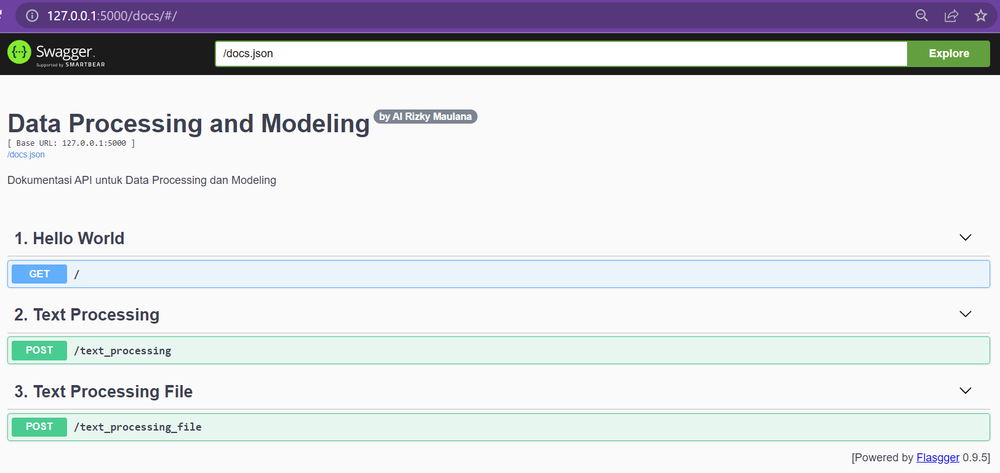 127.0.0.1:5000/docs/#/
Swagger.
Supported by SMARTBEAR
/docs.json
Explore
Data Processing and Modeling by Al Rizky Maulana
[ Base URL: 127.0.0.1:5000 ]
/docs.json
Dokumentasi API untuk Data Processing dan Modeling
1. Hello World
GET /
2. Text Processing
POST /text_processing
3. Text Processing File
POST /text_processing_file
[Powered by Flasgger 0.9.5]